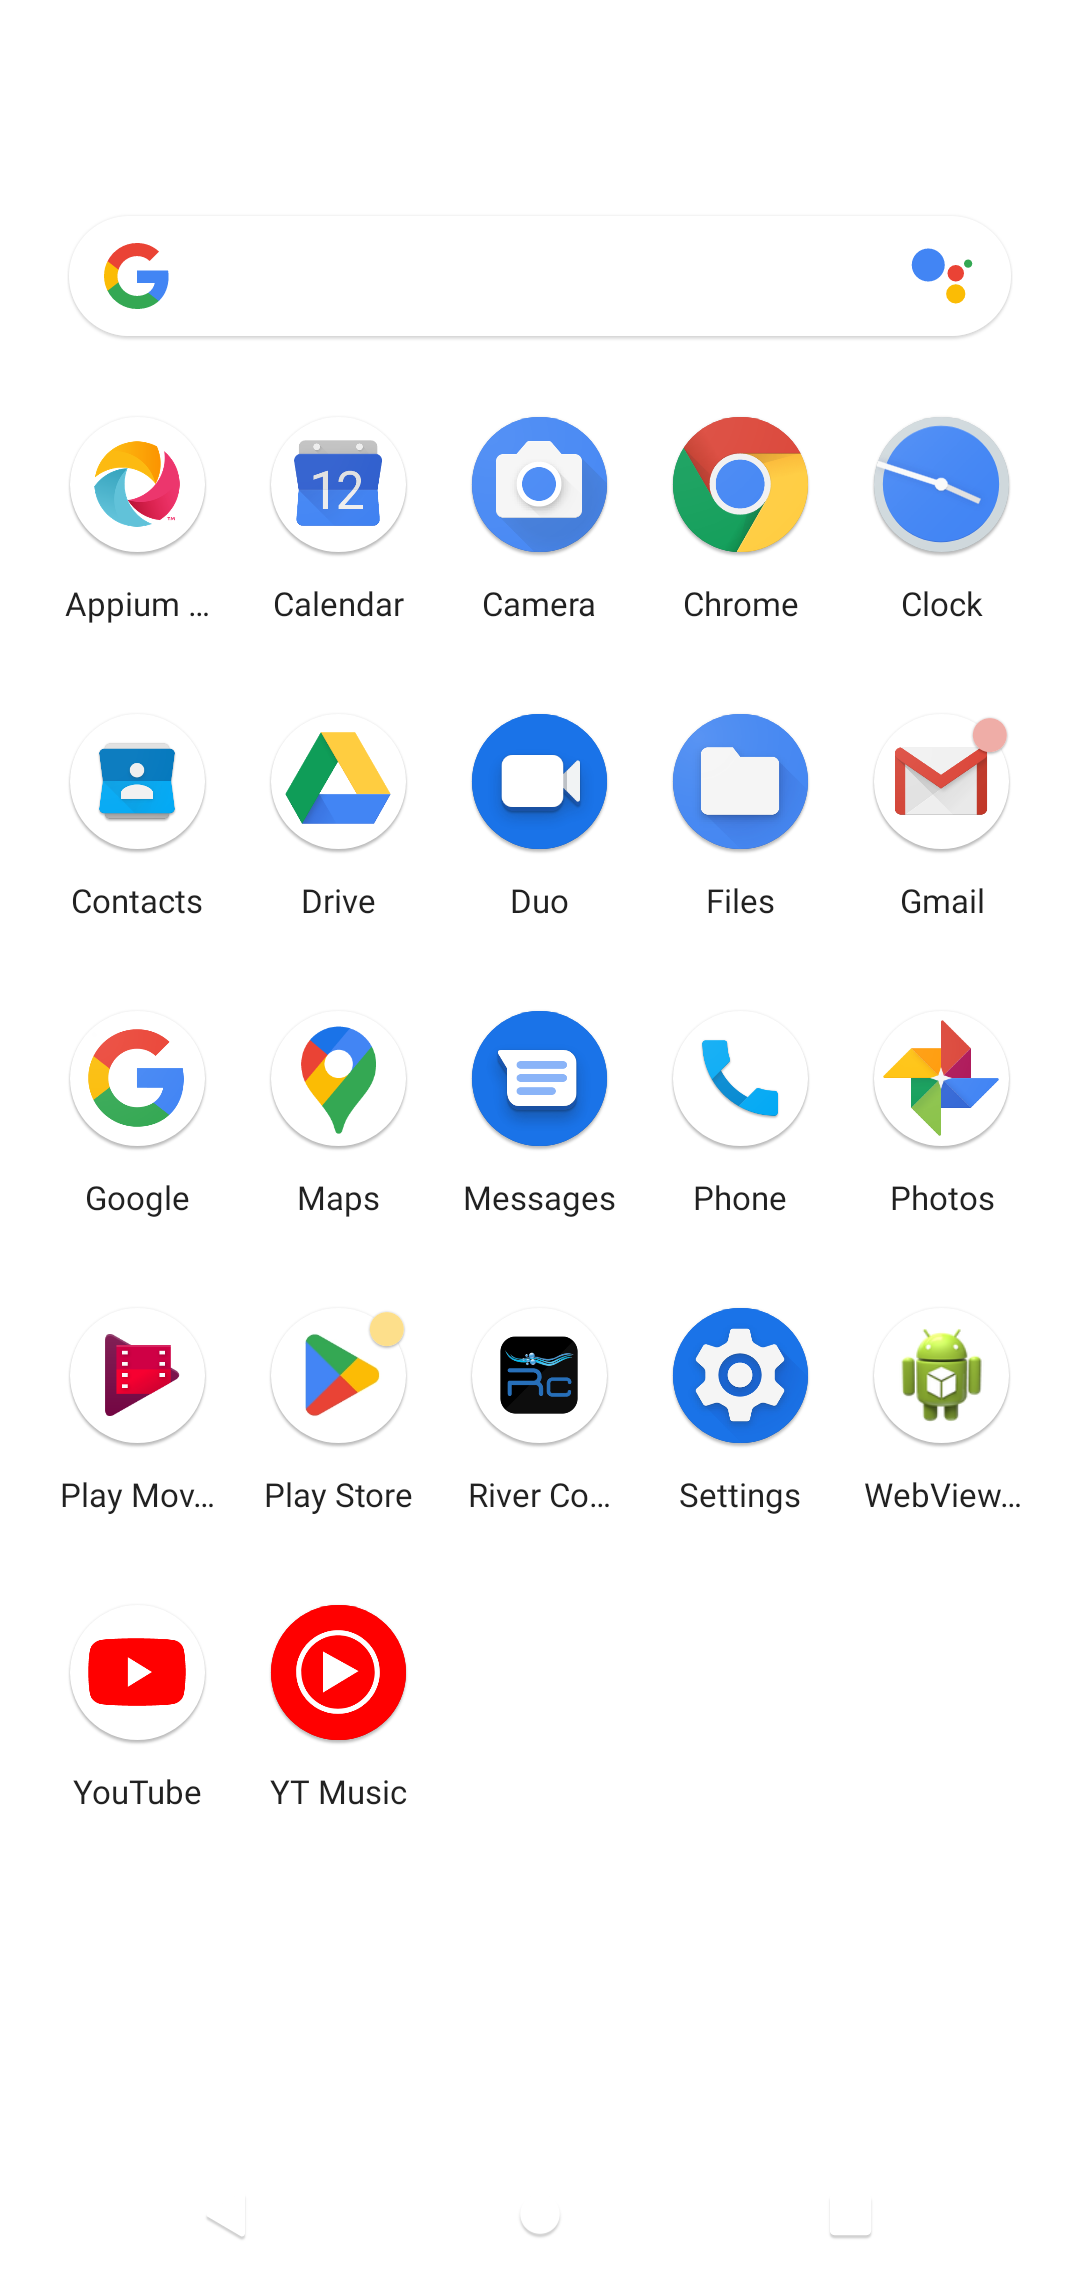 12
Appium ...
Calendar
Camera
Chrome
Clock
Contacts
Drive
Duo
Files
Gmail
Google
Maps
Messages
Phone
Photos
Rc
Play Mov...
Play Store
River Co...
Settings
WebView...
YouTube
YT Music